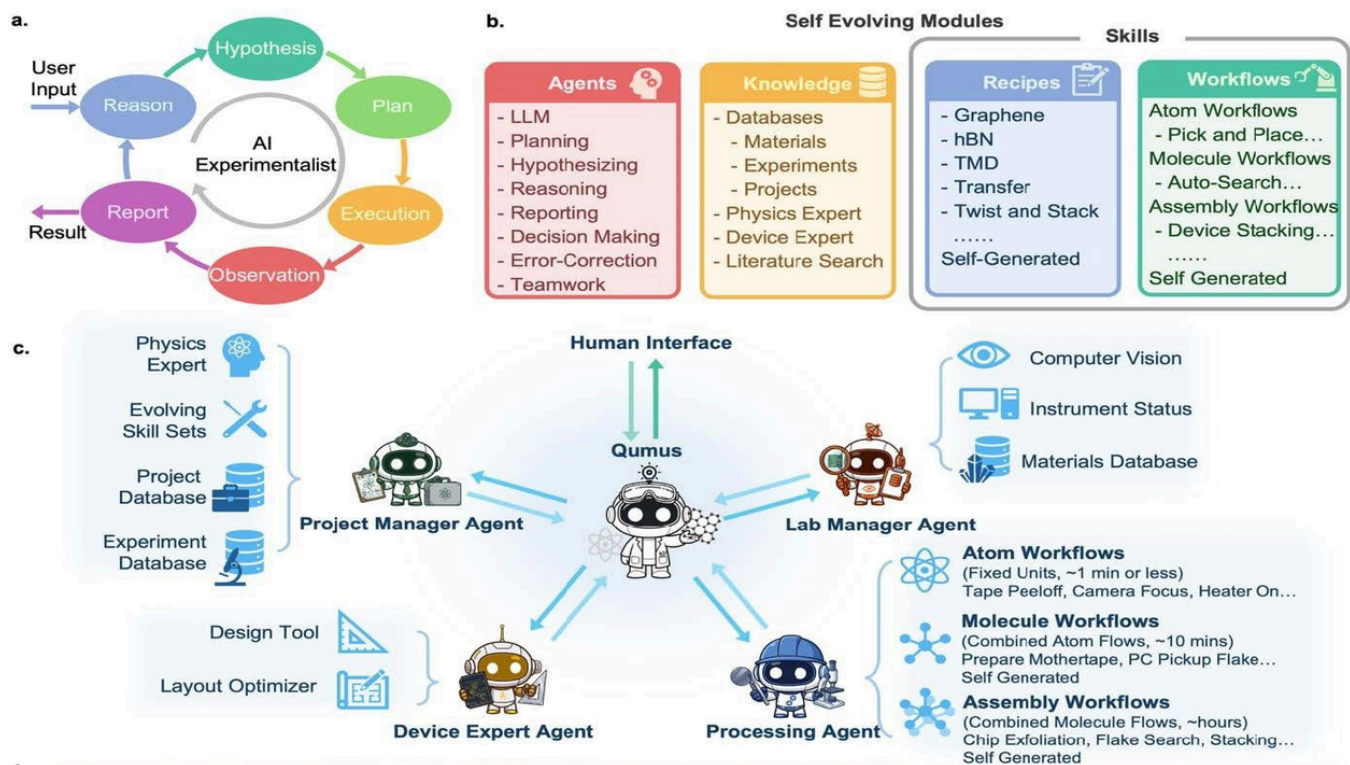 a.
Hypothesis
User
Input
Reason
Plan
AI
Experimentalist
Report
Execution
Result
Observation
b.
Self Evolving Modules
Skills
Agents
- LLM
- Planning
- Hypothesizing
- Reasoning
- Reporting
- Decision Making
- Error-Correction
- Teamwork
Knowledge
- Databases
- Materials
- Experiments
- Projects
- Physics Expert
- Device Expert
- Literature Search
Recipes
- Graphene
- hBN
- TMD
- Transfer
- Twist and Stack
......
Self-Generated
Workflows
Atom Workflows
- Pick and Place...
Molecule Workflows
- Auto-Search...
Assembly Workflows
- Device Stacking...
......
Self Generated
c.
Physics
Expert
Evolving
Skill Sets
Project
Database
Experiment
Database
Project Manager Agent
Human Interface
Qumus
Lab Manager Agent
Computer Vision
Instrument Status
Materials Database
Design Tool
Layout Optimizer
Device Expert Agent
Processing Agent
Atom Workflows
(Fixed Units, ~1 min or less)
Tape Peeloff, Camera Focus, Heater On...
Molecule Workflows
(Combined Atom Flows, ~10 mins)
Prepare Mothertape, PC Pickup Flake...
Self Generated
Assembly Workflows
(Combined Molecule Flows, ~hours)
Chip Exfoliation, Flake Search, Stacking...
Self Generated